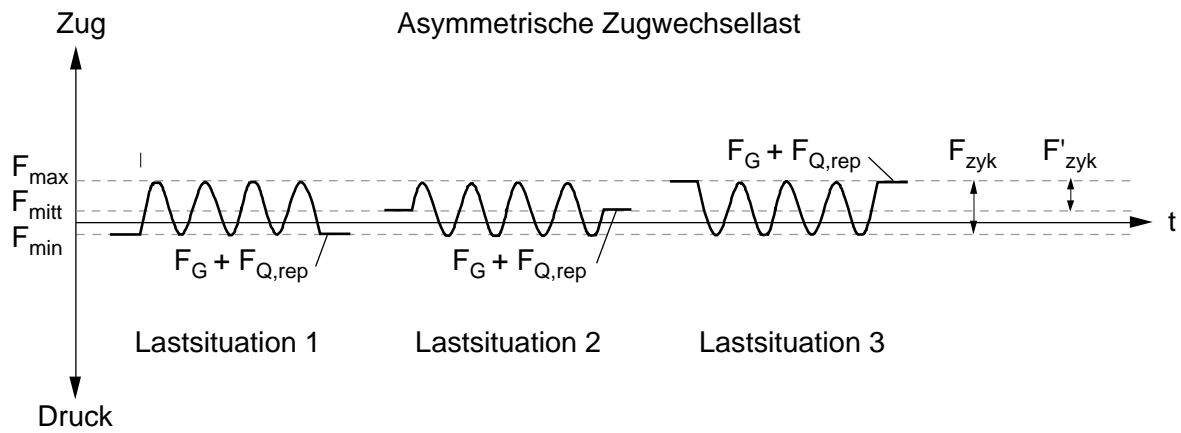 Zug
Asymmetrische Zugwechsellast
F_max
F_mitt
F_min
F_G + F_Q,rep
F_G + F_Q,rep
F_G + F_Q,rep
F_zyk
F'_zyk
t
Lastsituation 1
Lastsituation 2
Lastsituation 3
Druck